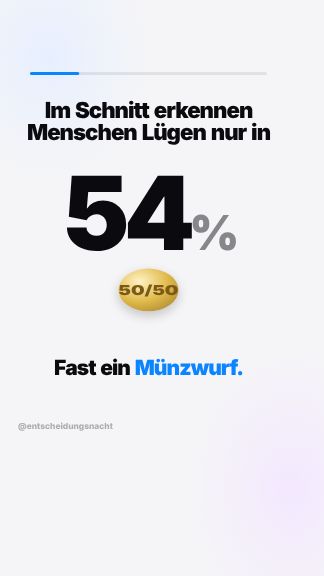 Im Schnitt erkennen
Menschen Lügen nur in
54%
50/50
Fast ein Münzwurf.
@entscheidungsnacht